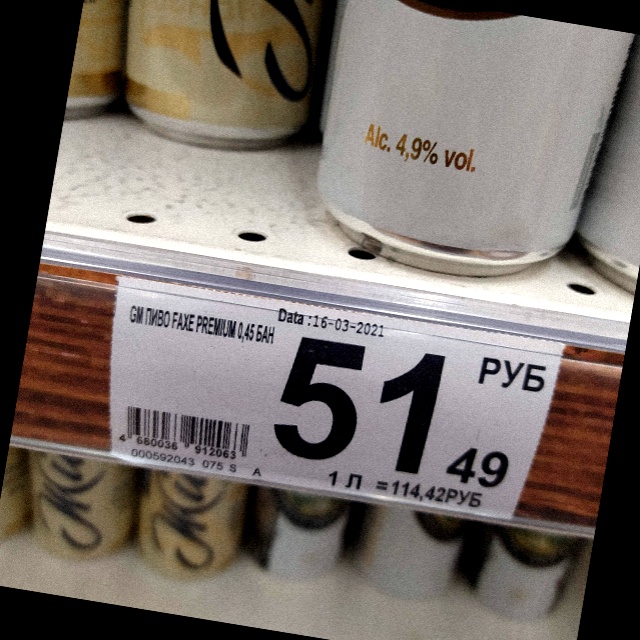 Alc. 4,9% vol.
Data :16-03-2021
GM ПИВО FAXE PREMIUM 0,45 БАН
51 49 РУБ
4 660036 912063
000592043 075 S A
1 Л =114,42РУБ